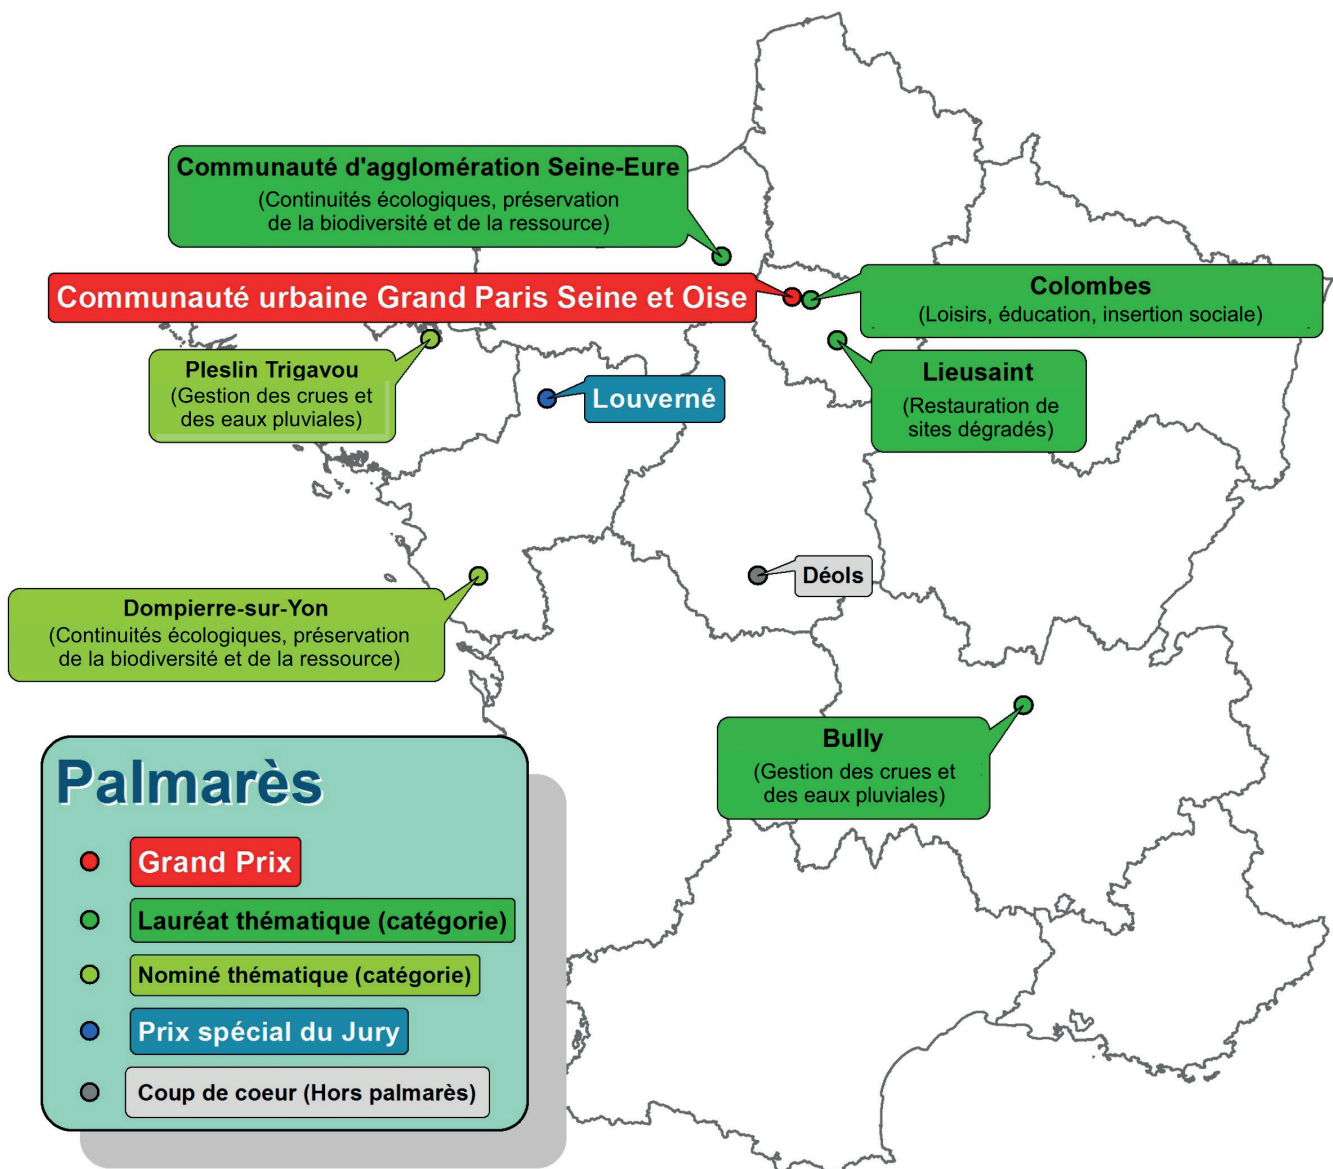 Communauté d'agglomération Seine-Eure
(Continuités écologiques, préservation
de la biodiversité et de la ressource)
Communauté urbaine Grand Paris Seine et Oise
Colombes
(Loisirs, éducation, insertion sociale)
Pleslin Trigavou
(Gestion des crues et
des eaux pluviales)
Louverné
Lieusaint
(Restauration de
sites dégradés)
Déols
Dompierre-sur-Yon
(Continuités écologiques, préservation
de la biodiversité et de la ressource)
Bully
(Gestion des crues et
des eaux pluviales)
Palmarès
Grand Prix
Lauréat thématique (catégorie)
Nominé thématique (catégorie)
Prix spécial du Jury
Coup de coeur (Hors palmarès)